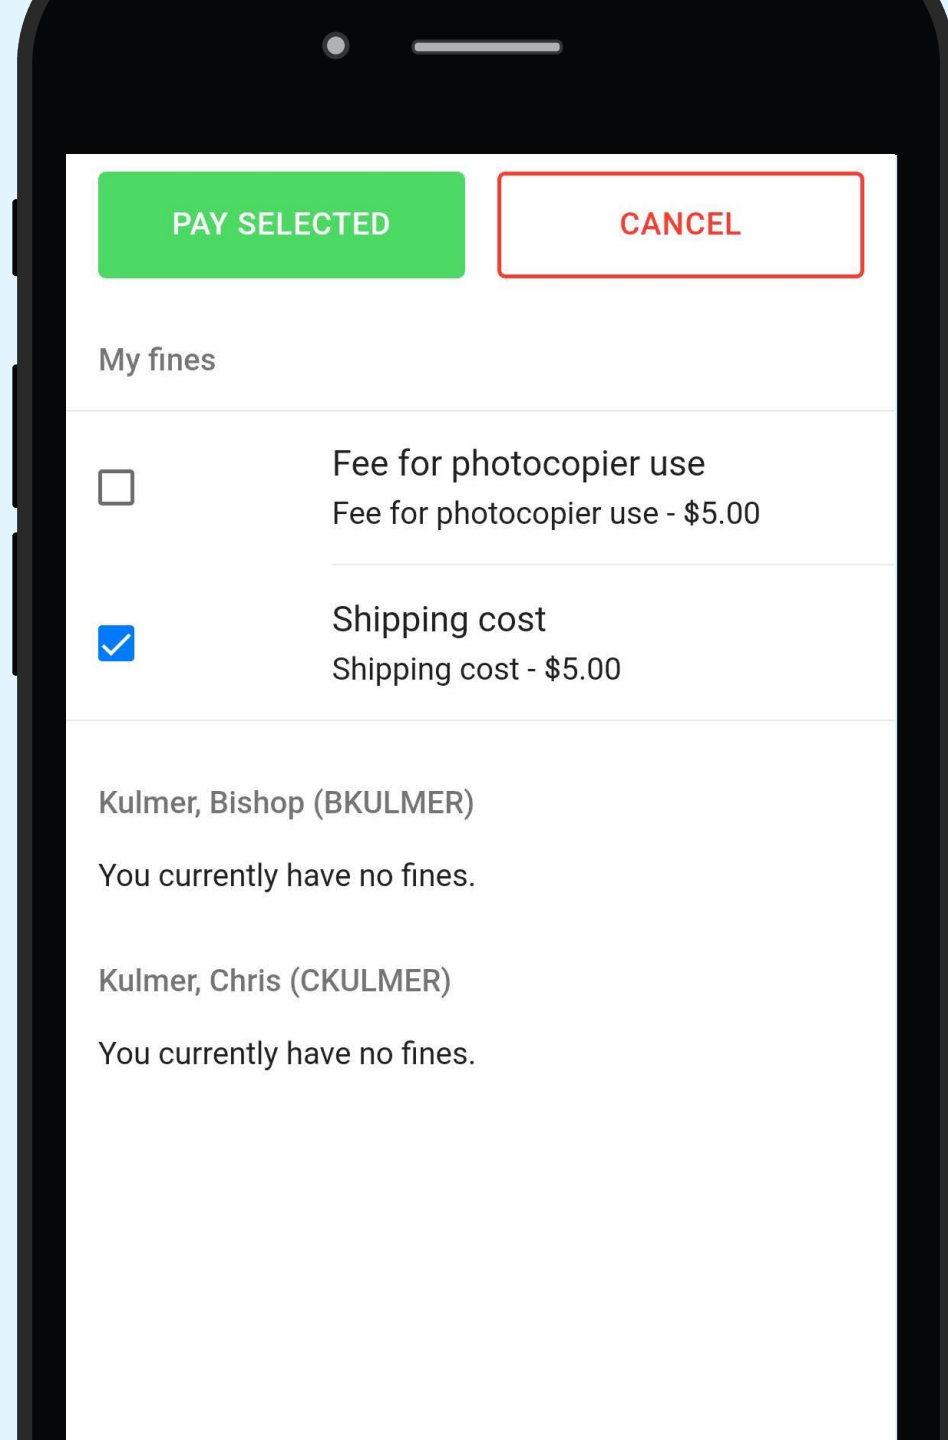 PAY SELECTED
CANCEL
My fines
Fee for photocopier use
Fee for photocopier use - $5.00
Shipping cost
Shipping cost - $5.00
Kulmer, Bishop (BKULMER)
You currently have no fines.
Kulmer, Chris (CKULMER)
You currently have no fines.